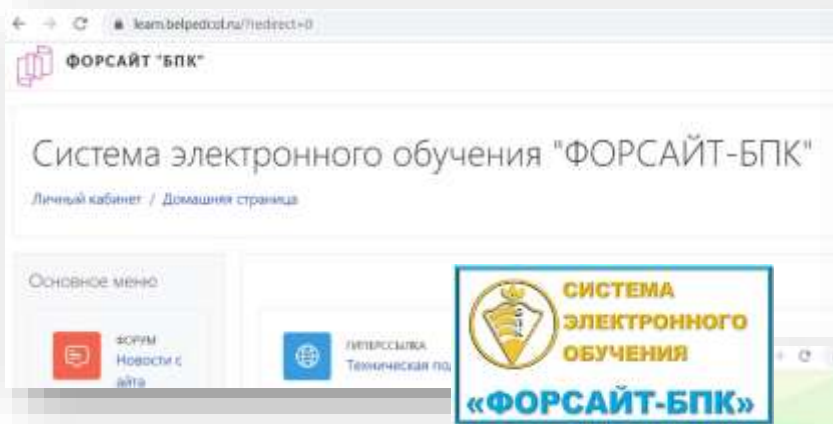 learn.belpedcol.ru/?redirect=0
ФОРСАЙТ "БПК"
Система электронного обучения "ФОРСАЙТ-БПК"
Личный кабинет / Домашняя страница
Основное меню
ФОРУМ
Новости с
айта
ГИПЕРССЫЛКА
Техническая под
СИСТЕМА
ЭЛЕКТРОННОГО
ОБУЧЕНИЯ
«ФОРСАЙТ-БПК»